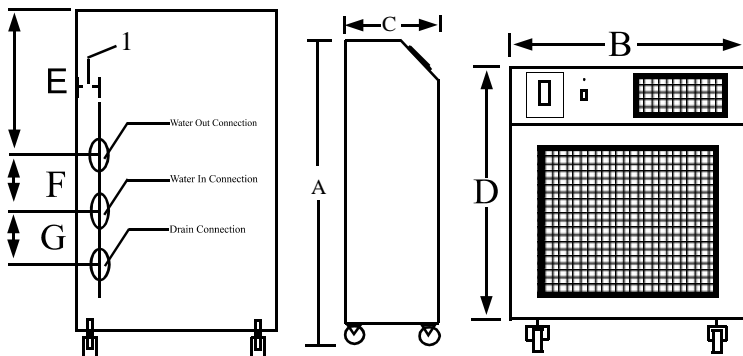 1
E
Water Out Connection
F
Water In Connection
G
Drain Connection
C
A
B
D